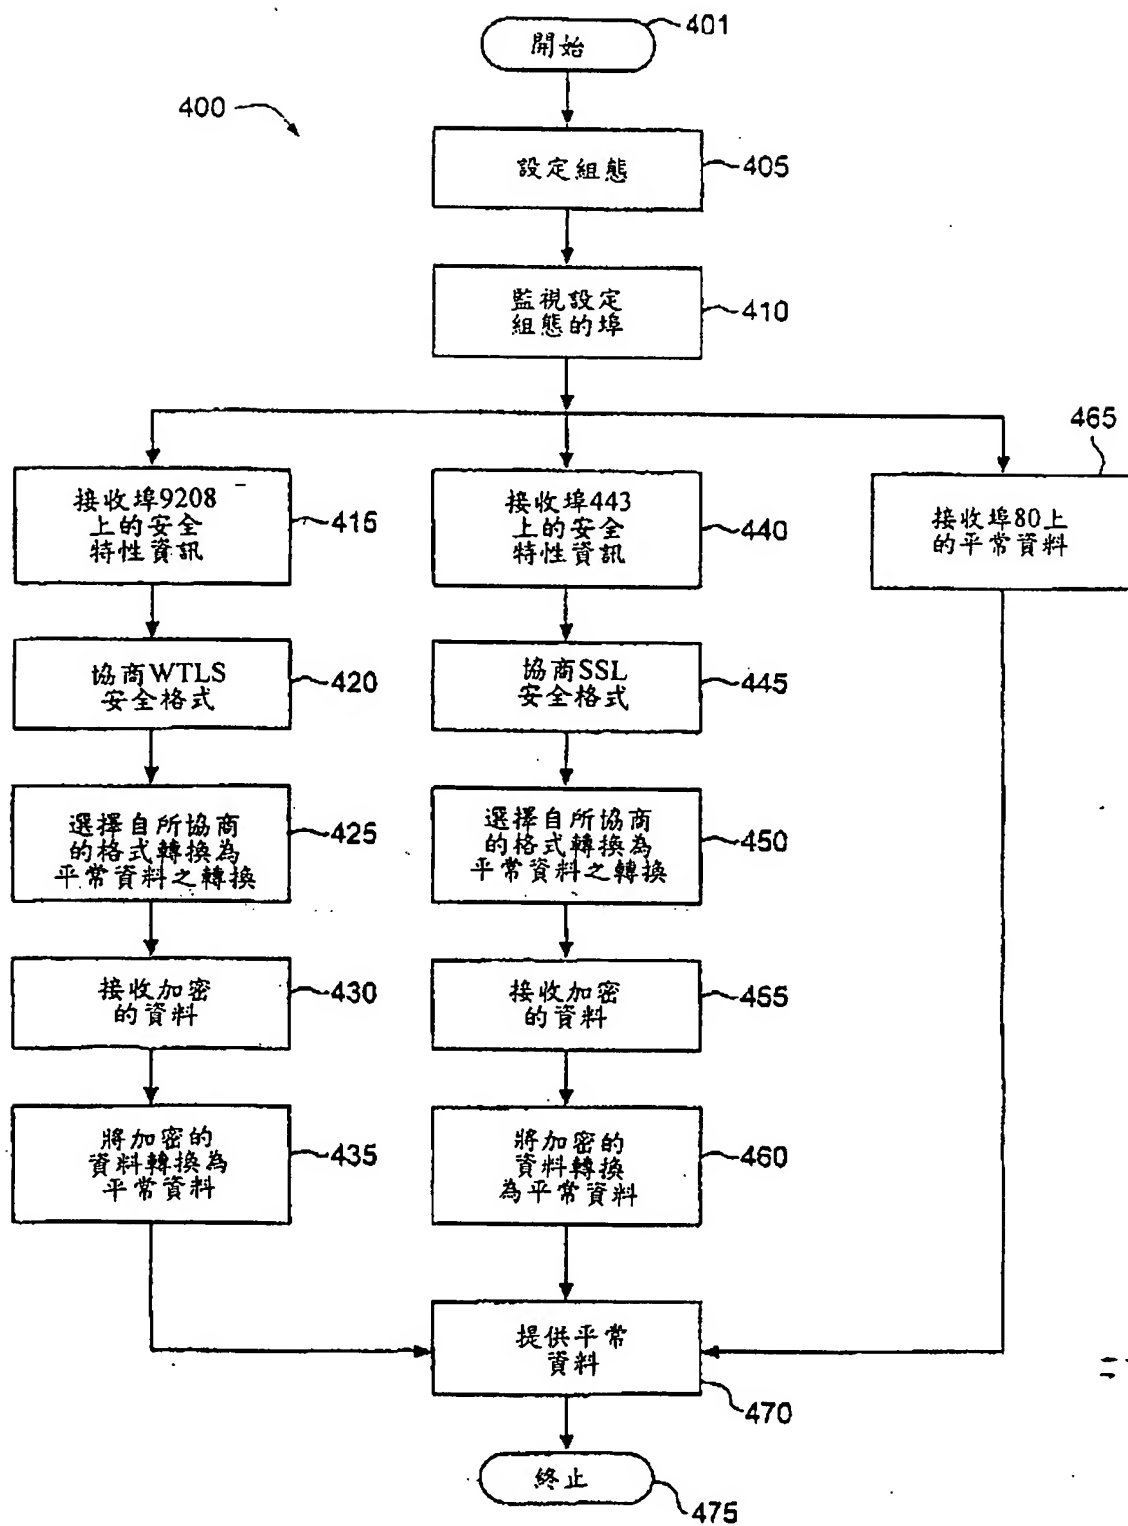 開始
401
400
設定組態
405
監視設定
組態的埠
410
465
接收埠9208
上的安全
特性資訊
415
接收埠443
上的安全
特性資訊
440
接收埠80上
的平常資料
協商WTLS
安全格式
420
協商SSL
安全格式
445
選擇自所協商
的格式轉換為
平常資料之轉換
425
選擇自所協商
的格式轉換為
平常資料之轉換
450
接收加密
的資料
430
接收加密
的資料
455
將加密的
資料轉換為
平常資料
435
將加密的
資料轉換
為平常資料
460
提供平常
資料
470
終止
475